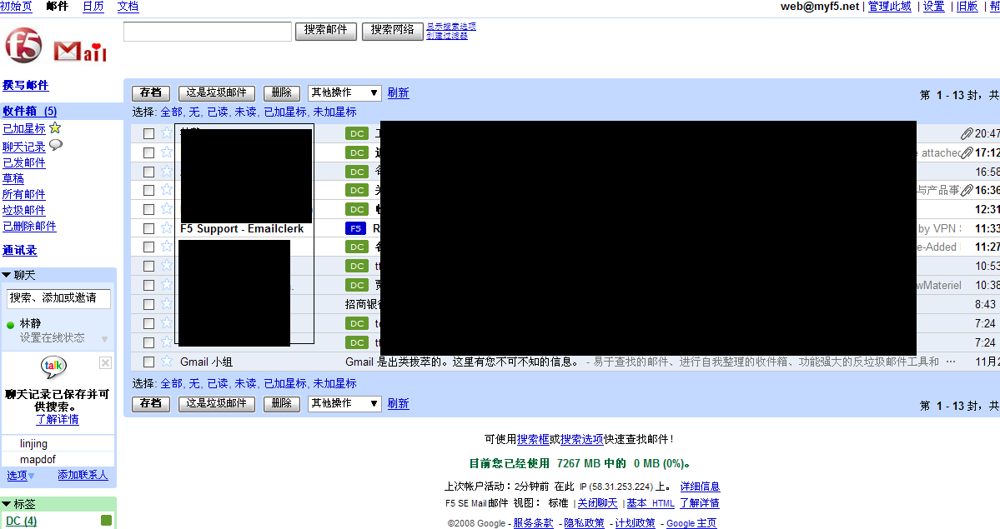 初始页 邮件 日历 文档 web@myf5.net | 管理此域 | 设置 | 旧版 | 帮
f5 Mail 搜索邮件 搜索网络 显示搜索选项
创建过滤器
撰写邮件
收件箱 (5)
已加星标
聊天记录
已发邮件
草稿
所有邮件
垃圾邮件
已删除邮件
通讯录
聊天
搜索、添加或邀请
林静
设置在线状态
talk
聊天记录已保存并可
供搜索。
了解详情
linjing
mapdof
选项 添加联系人
标签
DC (4)
存档 这是垃圾邮件 删除 其他操作 刷新 第 1 - 13 封，共
选择: 全部, 无, 已读, 未读, 已加星标, 未加星标
DC 20:47
DC attachec 17:12
DC 16:58
DC 与产品事 16:36
DC 12:31
F5 Support - Emailclerk F5 R by VPN 11:33
DC e-Added 11:27
DC 10:53
DC wMateriel 10:38
招商银 8:43
DC 7:24
DC 7:24
Gmail 小组 Gmail 是出类拔萃的。这里有您不可不知的信息。 - 易于查找的邮件、进行自我整理的收件箱、功能强大的反垃圾邮件工具和 ··· 11月2
选择: 全部, 无, 已读, 未读, 已加星标, 未加星标
存档 这是垃圾邮件 删除 其他操作 刷新 第 1 - 13 封，共
可使用搜索框或搜索选项快速查找邮件！
目前您已经使用 7267 MB 中的 0 MB (0%)。
上次帐户活动：2分钟前 在此 IP (58.31.253.224) 上。 详细信息
F5 SE Mail邮件 视图： 标准 | 关闭聊天 | 基本 HTML 了解详情
©2008 Google - 服务条款 - 隐私政策 - 计划政策 - Google 主页